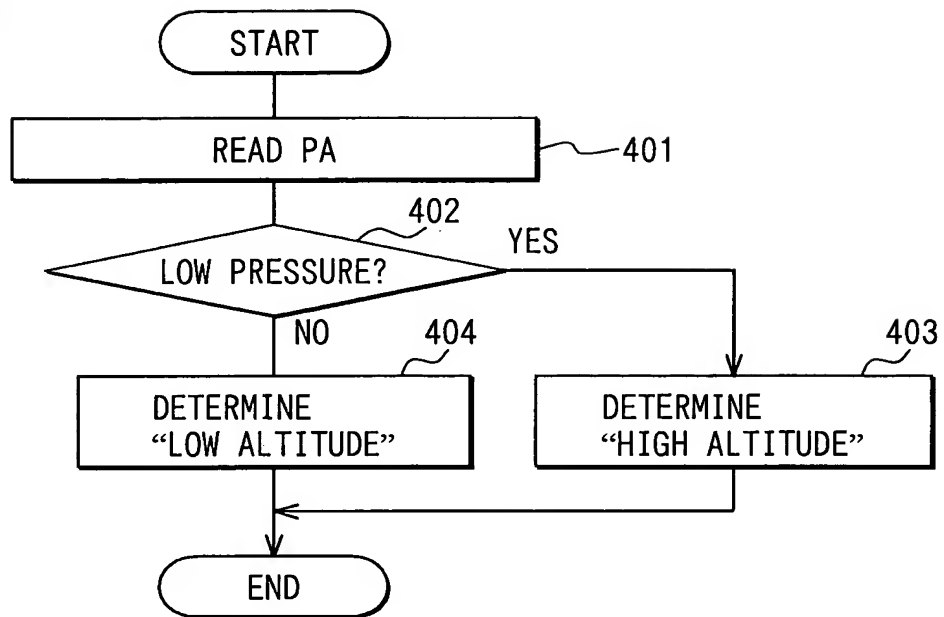 START
READ PA
401
402
LOW PRESSURE?
YES
NO
404
403
DETERMINE
“LOW ALTITUDE”
DETERMINE
“HIGH ALTITUDE”
END